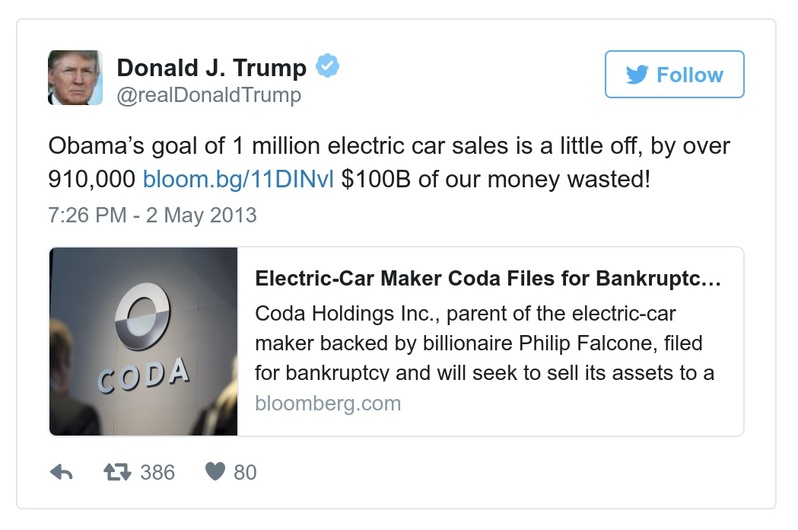 Donald J. Trump
@realDonaldTrump
Follow
Obama’s goal of 1 million electric car sales is a little off, by over
910,000 bloom.bg/11DINvl $100B of our money wasted!
7:26 PM - 2 May 2013
CODA
Electric-Car Maker Coda Files for Bankruptc…
Coda Holdings Inc., parent of the electric-car
maker backed by billionaire Philip Falcone, filed
for bankruptcy and will seek to sell its assets to a
bloomberg.com
386
80